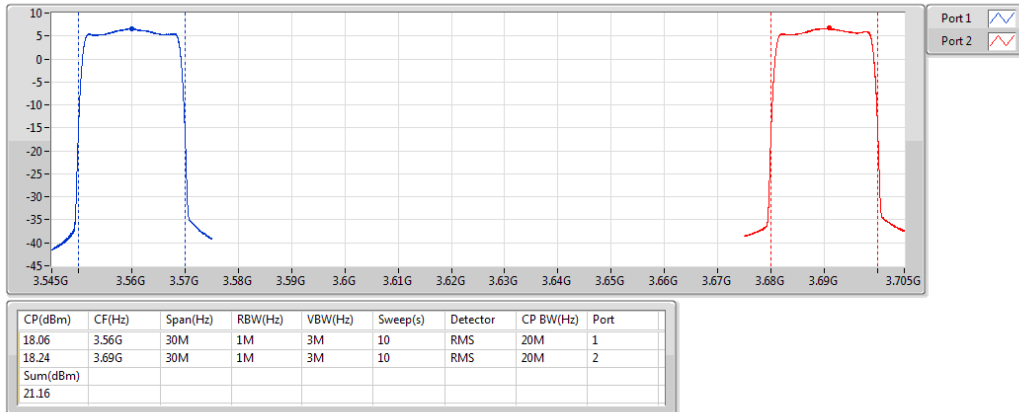 10
5
0
-5
-10
-15
-20
-25
-30
-35
-40
-45
3.545G 3.56G 3.57G 3.58G 3.59G 3.6G 3.61G 3.62G 3.63G 3.64G 3.65G 3.66G 3.67G 3.68G 3.69G 3.705G
Port 1
Port 2
CP(dBm) CF(Hz) Span(Hz) RBW(Hz) VBW(Hz) Sweep(s) Detector CP BW(Hz) Port
18.06 3.56G 30M 1M 3M 10 RMS 20M 1
18.24 3.69G 30M 1M 3M 10 RMS 20M 2
Sum(dBm)
21.16